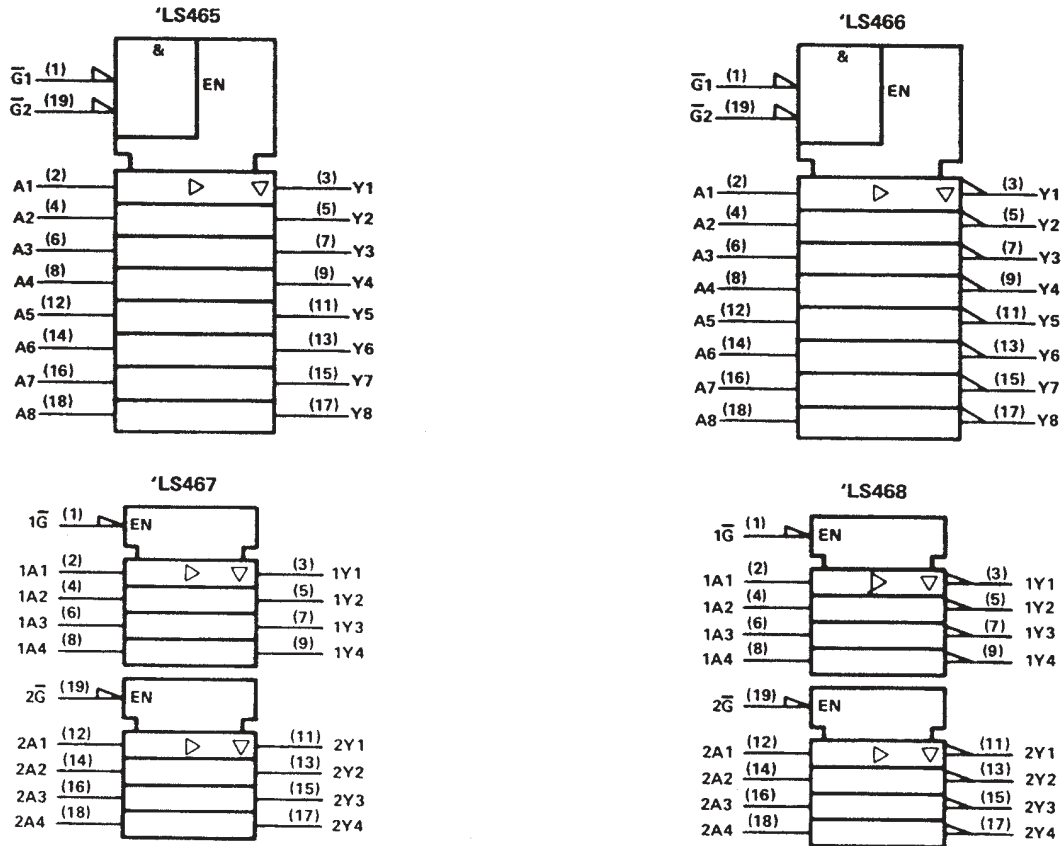 'LS465
&
EN
G̅1 (1)
G̅2 (19)
A1 (2) (3) Y1
A2 (4) (5) Y2
A3 (6) (7) Y3
A4 (8) (9) Y4
A5 (12) (11) Y5
A6 (14) (13) Y6
A7 (16) (15) Y7
A8 (18) (17) Y8
'LS466
&
EN
G̅1 (1)
G̅2 (19)
A1 (2) (3) Y1
A2 (4) (5) Y2
A3 (6) (7) Y3
A4 (8) (9) Y4
A5 (12) (11) Y5
A6 (14) (13) Y6
A7 (16) (15) Y7
A8 (18) (17) Y8
'LS467
1G̅ (1) EN
1A1 (2) (3) 1Y1
1A2 (4) (5) 1Y2
1A3 (6) (7) 1Y3
1A4 (8) (9) 1Y4
2G̅ (19) EN
2A1 (12) (11) 2Y1
2A2 (14) (13) 2Y2
2A3 (16) (15) 2Y3
2A4 (18) (17) 2Y4
'LS468
1G̅ (1) EN
1A1 (2) (3) 1Y1
1A2 (4) (5) 1Y2
1A3 (6) (7) 1Y3
1A4 (8) (9) 1Y4
2G̅ (19) EN
2A1 (12) (11) 2Y1
2A2 (14) (13) 2Y2
2A3 (16) (15) 2Y3
2A4 (18) (17) 2Y4